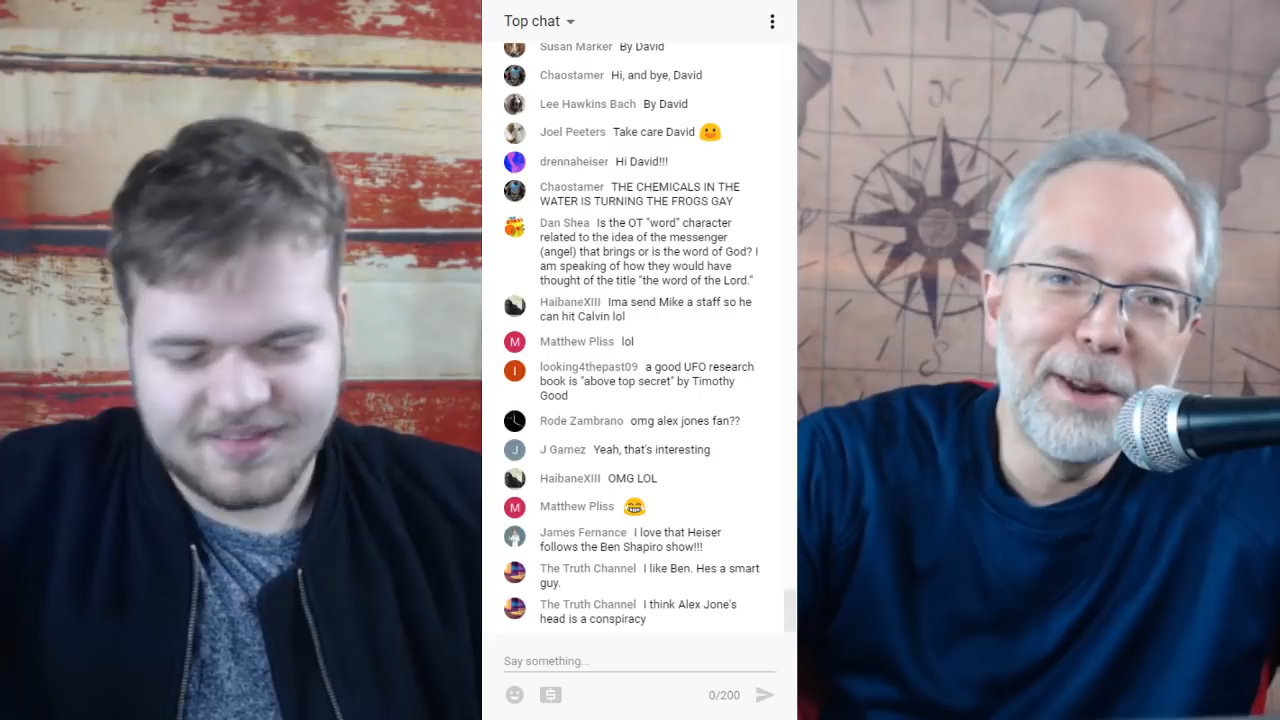 Top chat
Susan Marker By David
Chaostamer Hi, and bye, David
Lee Hawkins Bach By David
Joel Peeters Take care David
drennaheiser Hi David!!!
Chaostamer THE CHEMICALS IN THE
WATER IS TURNING THE FROGS GAY
Dan Shea Is the OT "word" character
related to the idea of the messenger
(angel) that brings or is the word of God? I
am speaking of how they would have
thought of the title "the word of the Lord."
HaibaneXIII Ima send Mike a staff so he
can hit Calvin lol
M Matthew Pliss lol
I looking4thepast09 a good UFO research
book is "above top secret" by Timothy
Good
Rode Zambrano omg alex jones fan??
J J Gamez Yeah, that's interesting
HaibaneXIII OMG LOL
M Matthew Pliss 😂
James Fernance I love that Heiser
follows the Ben Shapiro show!!!
The Truth Channel I like Ben. Hes a smart
guy.
The Truth Channel I think Alex Jone's
head is a conspiracy
Say something...
0/200
N
S